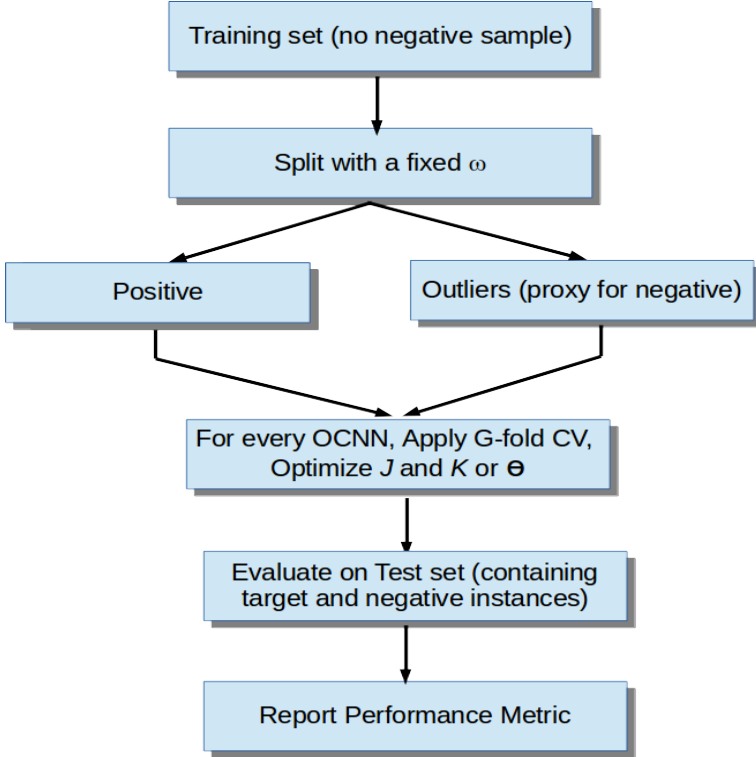 Training set (no negative sample)
Split with a fixed ω
Positive
Outliers (proxy for negative)
For every OCNN, Apply G-fold CV,
Optimize J and K or Θ
Evaluate on Test set (containing
target and negative instances)
Report Performance Metric